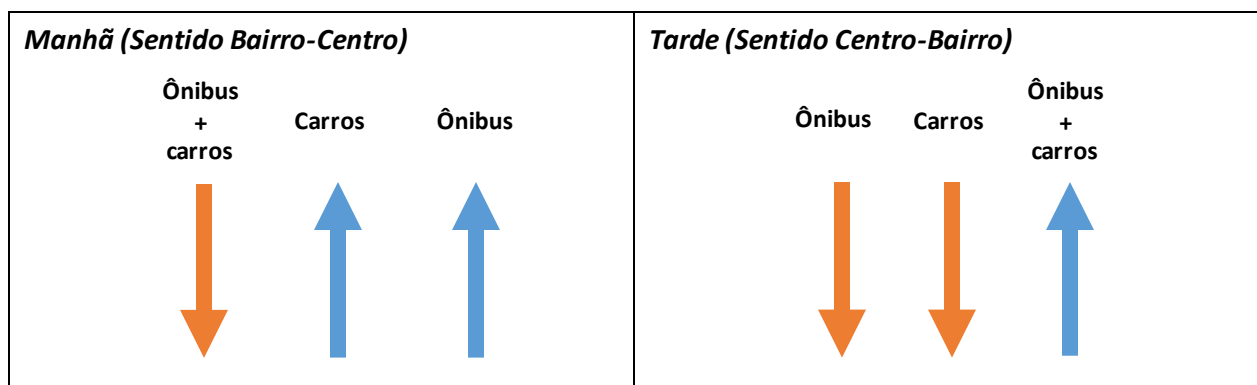 Manhã (Sentido Bairro-Centro)
Ônibus
+
carros
Carros
Ônibus
Tarde (Sentido Centro-Bairro)
Ônibus
Carros
Ônibus
+
carros